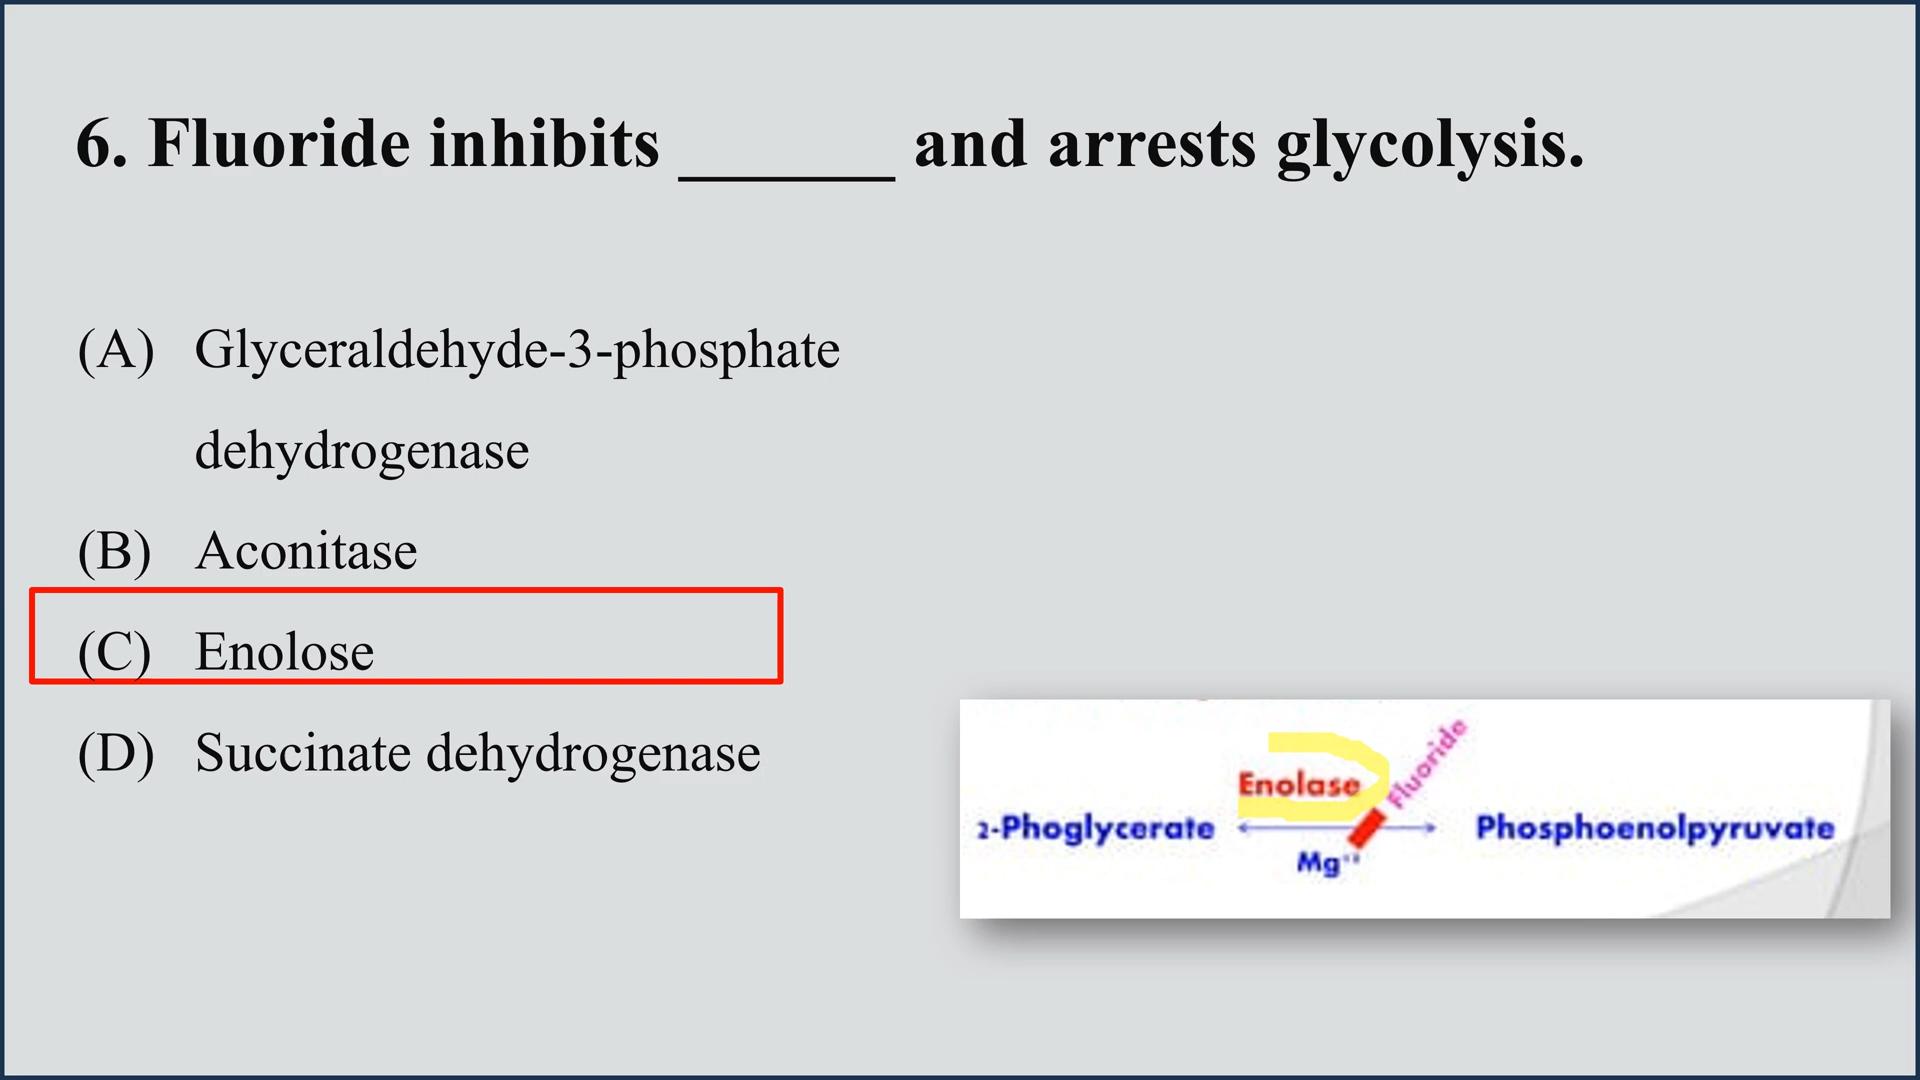 6. Fluoride inhibits ______ and arrests glycolysis.
(A) Glyceraldehyde-3-phosphate
dehydrogenase
(B) Aconitase
(C) Enolose
(D) Succinate dehydrogenase
Fluoride
Enolase
2-Phoglycerate Phosphoenolpyruvate
Mg⁺⁺